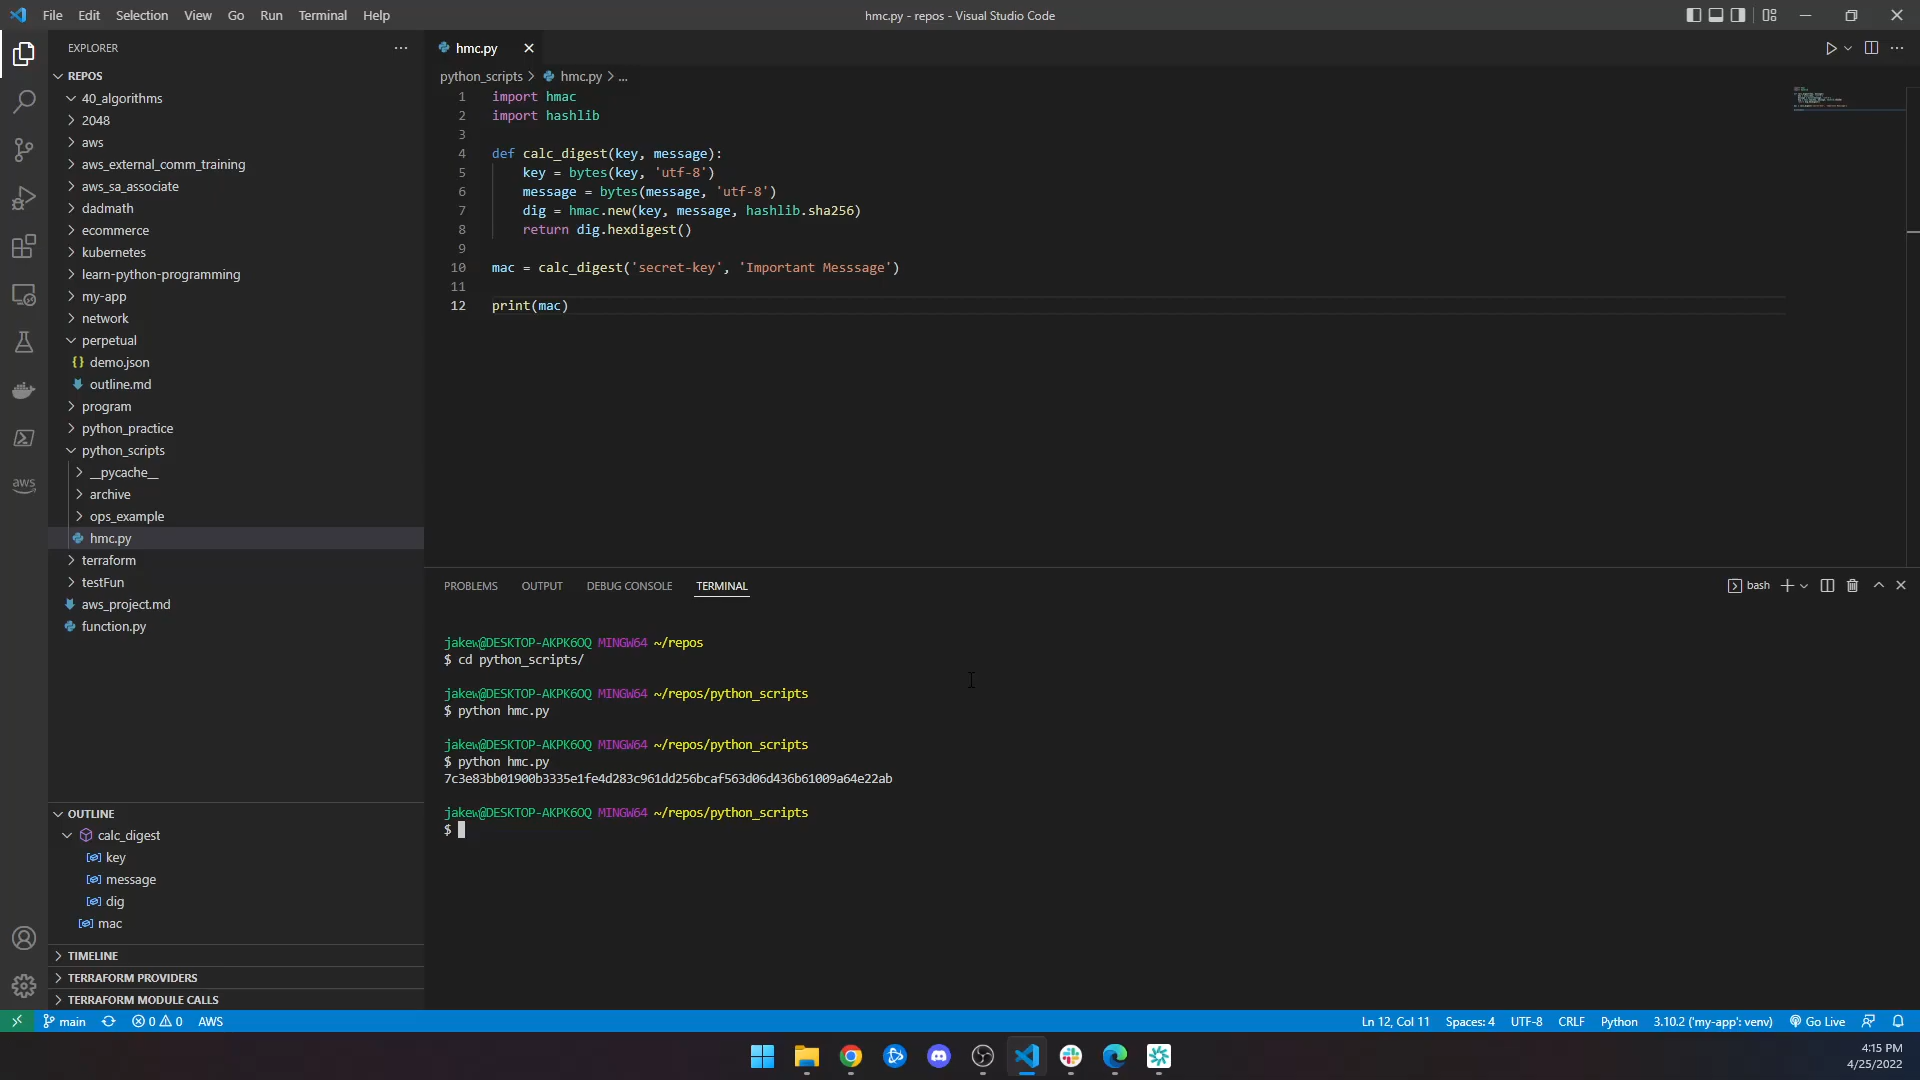 File Edit Selection View Go Run Terminal Help
hmc.py - repos - Visual Studio Code
EXPLORER
REPOS
40_algorithms
2048
aws
aws_external_comm_training
aws_sa_associate
dadmath
ecommerce
kubernetes
learn-python-programming
my-app
network
perpetual
demo.json
outline.md
program
python_practice
python_scripts
__pycache__
archive
ops_example
hmc.py
terraform
testFun
aws_project.md
function.py
OUTLINE
calc_digest
key
message
dig
mac
TIMELINE
TERRAFORM PROVIDERS
TERRAFORM MODULE CALLS
aws
hmc.py
python_scripts > hmc.py > ...
1 import hmac
2 import hashlib
3
4 def calc_digest(key, message):
5 key = bytes(key, 'utf-8')
6 message = bytes(message, 'utf-8')
7 dig = hmac.new(key, message, hashlib.sha256)
8 return dig.hexdigest()
9
10 mac = calc_digest('secret-key', 'Important Messsage')
11
12 print(mac)
PROBLEMS OUTPUT DEBUG CONSOLE TERMINAL
bash
jakew@DESKTOP-AKPK6OQ MINGW64 ~/repos
$ cd python_scripts/
jakew@DESKTOP-AKPK6OQ MINGW64 ~/repos/python_scripts
$ python hmc.py
jakew@DESKTOP-AKPK6OQ MINGW64 ~/repos/python_scripts
$ python hmc.py
7c3e83bb01900b3335e1fe4d283c961dd256bcaf563d06d436b61009a64e22ab
jakew@DESKTOP-AKPK6OQ MINGW64 ~/repos/python_scripts
$
main 0 0 AWS
Ln 12, Col 11 Spaces: 4 UTF-8 CRLF Python 3.10.2 ('my-app': venv) Go Live
4:15 PM
4/25/2022